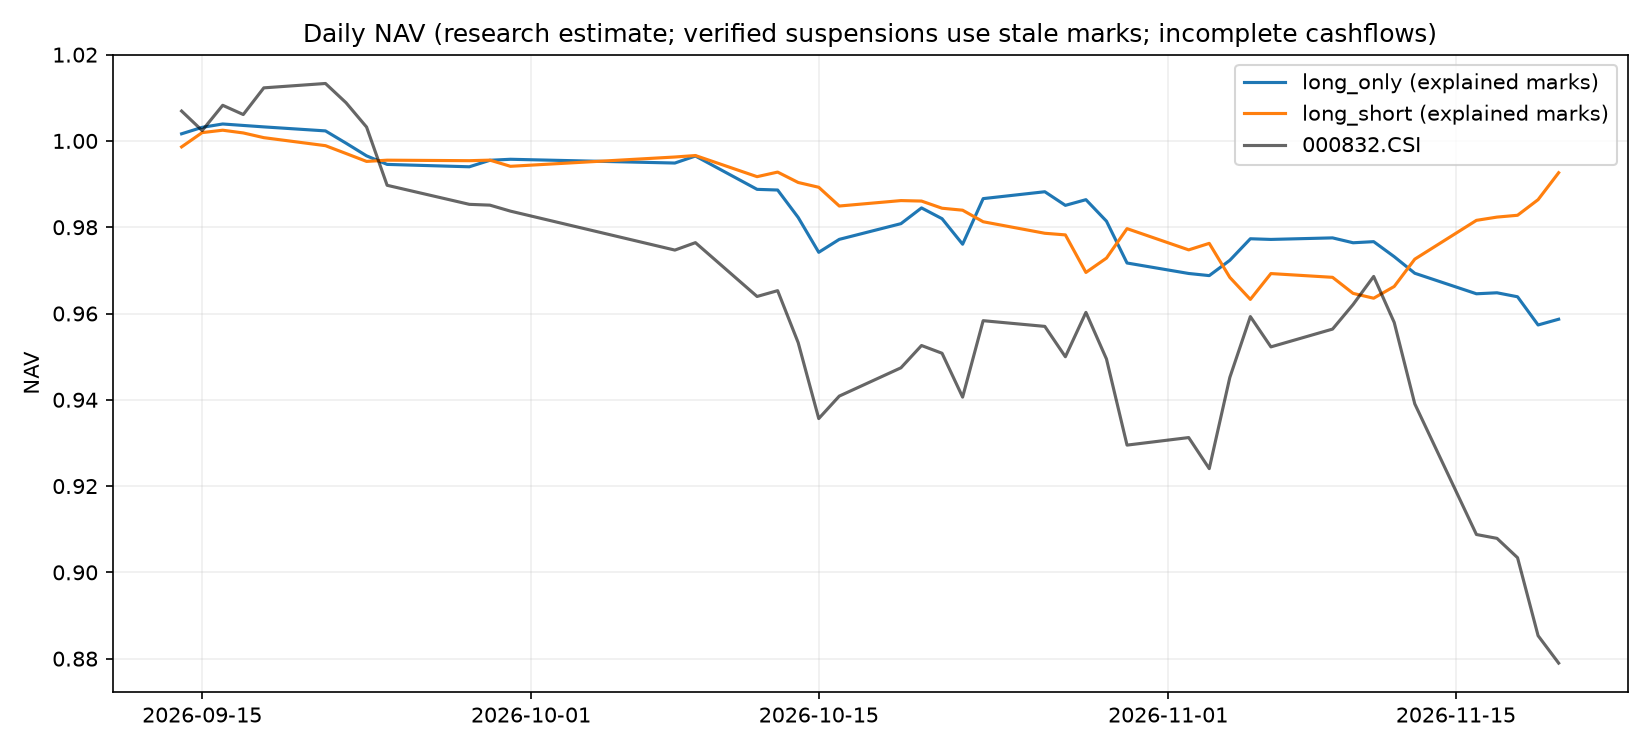 Daily NAV (research estimate; verified suspensions use stale marks; incomplete cashflows)
long_only (explained marks)
long_short (explained marks)
000832.CSI
NAV
1.02
1.00
0.98
0.96
0.94
0.92
0.90
0.88
2026-09-15
2026-10-01
2026-10-15
2026-11-01
2026-11-15